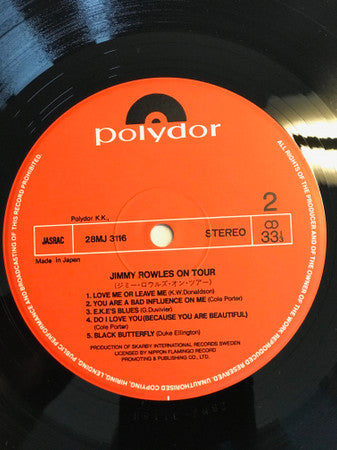 polydor
Polydor K.K.,
JASRAC
28MJ 3116
STEREO
2
33 1/3
Made in Japan
JIMMY ROWLES ON TOUR
(ジミー・ロウルズ・オン・ツアー)
1. LOVE ME OR LEAVE ME (K.W.Donaldson)
2. YOU ARE A BAD INFLUENCE ON ME (Cole Porter)
3. E.K.E'S BLUES (G.Duvivier)
4. DO I LOVE YOU(BECAUSE YOU ARE BEAUTIFUL)
(Cole Porter)
5. BLACK BUTTERFLY (Duke Ellington)
PRODUCTION OF SKARBY INTERNATIONAL RECORDS SWEDEN
LICENSED BY NIPPON FLAMINGO RECORD
PROMOTING & PUBLISHING CO., LTD.
ALL RIGHTS OF THE PRODUCER AND OF THE OWNER OF THE WORK REPRODUCED RESERVED. UNAUTHORISED COPYING, HIRING, LENDING, PUBLIC PERFORMANCE AND BROADCASTING OF THIS RECORD PROHIBITED.